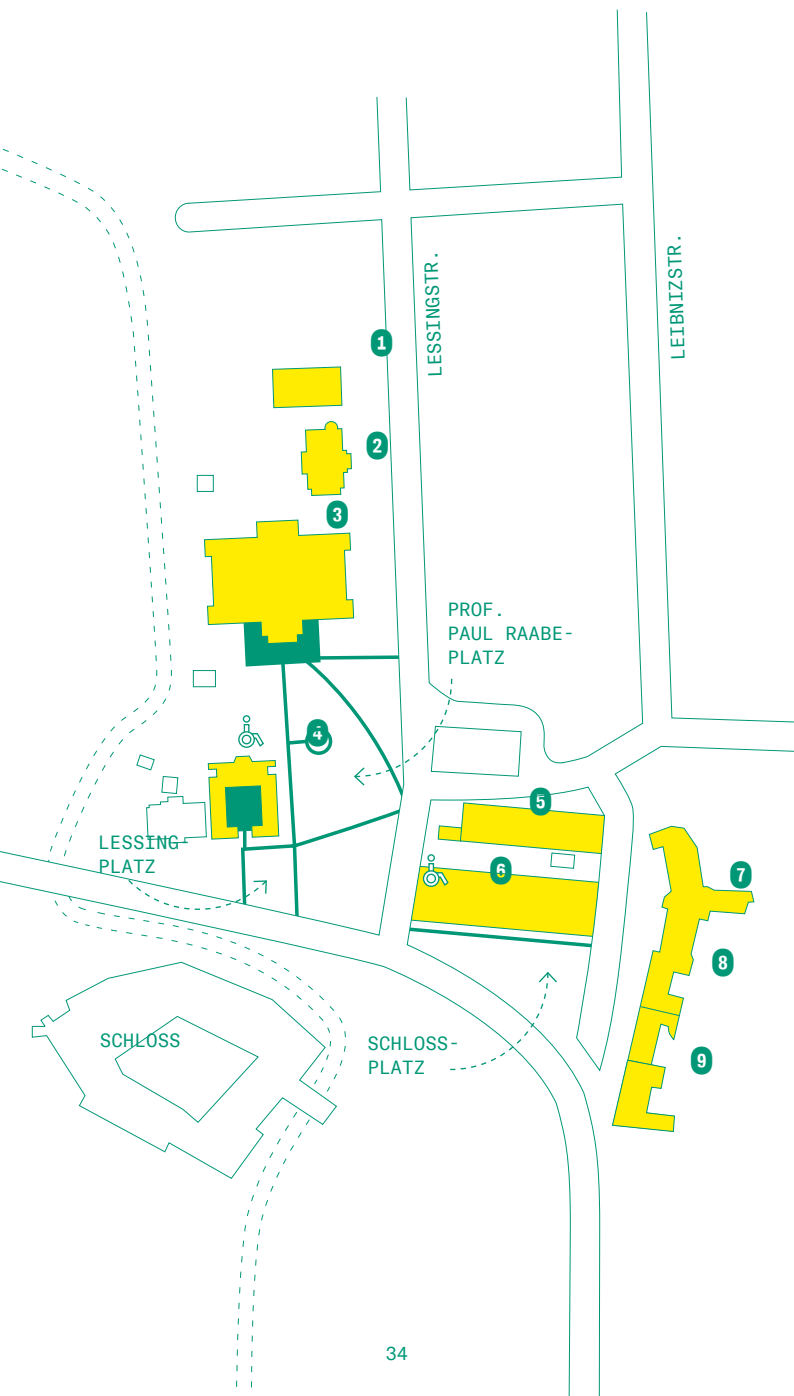 LESSINGSTR.
LEIBNIZSTR.
1
2
3
PROF.
PAUL RAABE-
PLATZ
4
5
LESSING-
PLATZ
6
7
8
SCHLOSS
SCHLOSS-
PLATZ
9
34